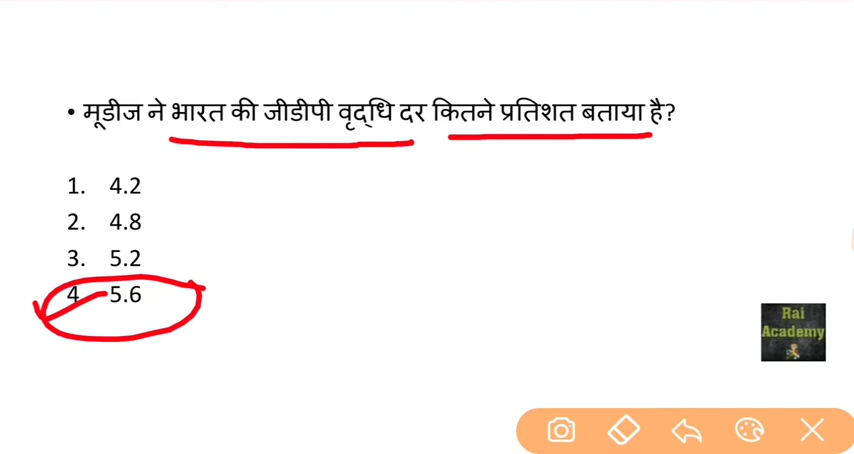 • मूडीज ने भारत की जीडीपी वृद्धि दर कितने प्रतिशत बताया है?
1. 4.2
2. 4.8
3. 5.2
4 5.6
Rai
Academy